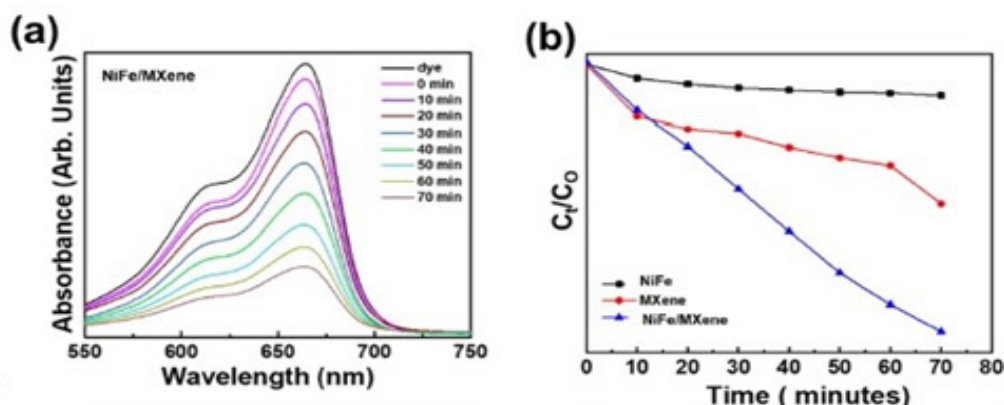 (a)
NiFe/MXene
dye
0 min
10 min
20 min
30 min
40 min
50 min
60 min
70 min
Absorbance (Arb. Units)
550 600 650 700 750
Wavelength (nm)
(b)
Ct/CO
NiFe
MXene
NiFe/MXene
0 10 20 30 40 50 60 70 80
Time ( minutes)